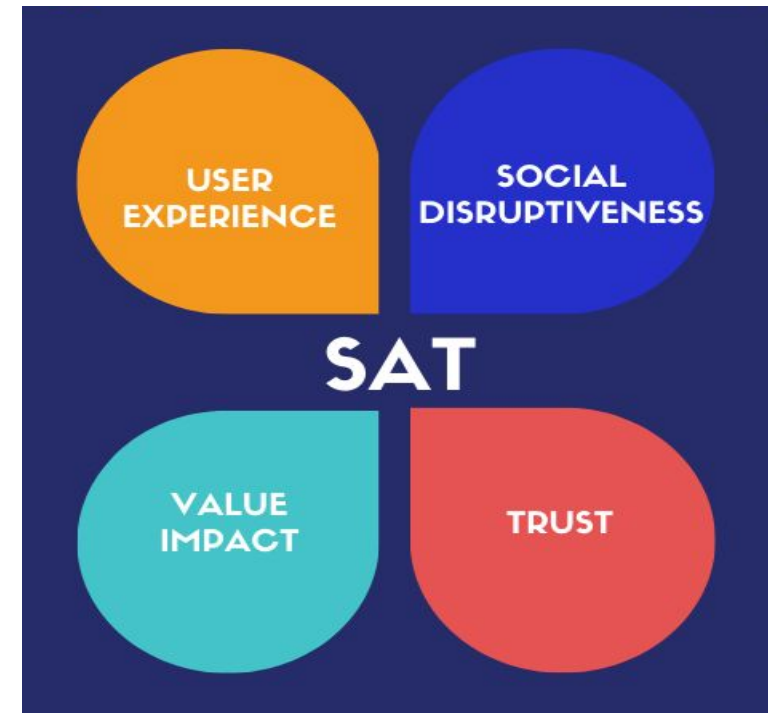 USER
EXPERIENCE
SOCIAL
DISRUPTIVENESS
SAT
VALUE
IMPACT
TRUST